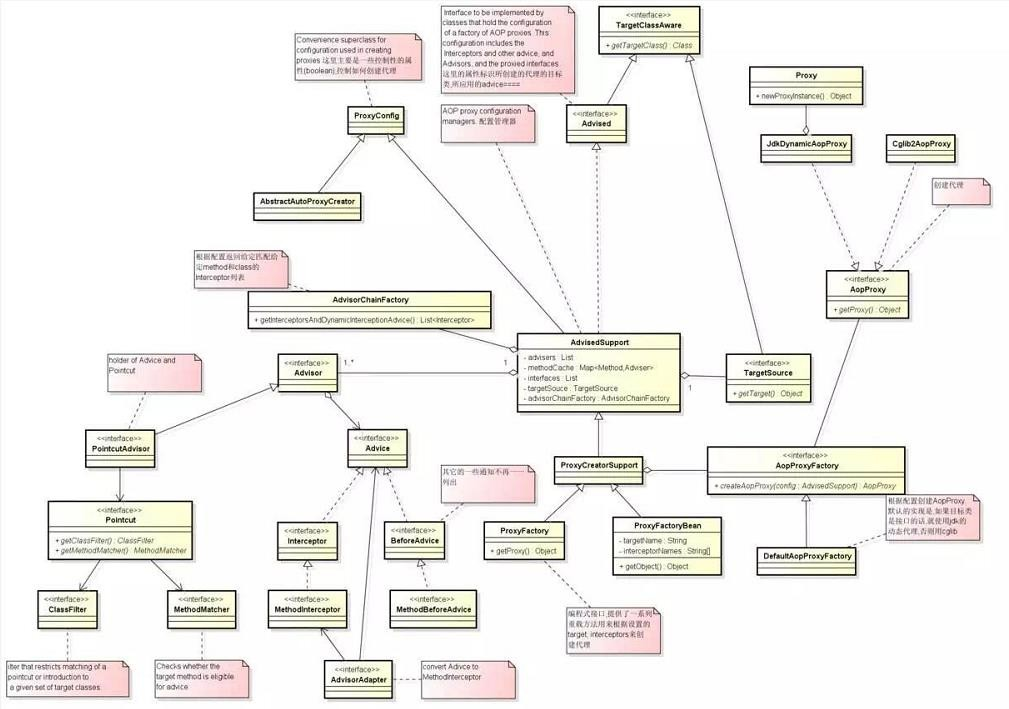 Convenience superclass for
configuration used in creating
proxies 这里主要是一些控制性的属
性(boolean),控制如何创建代理
Interface to be implemented by
classes that hold the configuration
of a factory of AOP proxies. This
configuration includes the
Interceptors and other advice, and
Advisors, and the proxied interfaces
这里的属性标识所创建的代理的目标
类,所应用的advice====
<<interface>>
TargetClassAware
+ getTargetClass() : Class
Proxy
+ newProxyInstance() : Object
ProxyConfig
AOP proxy configuration
managers. 配置管理器
<<interface>>
Advised
JdkDynamicAopProxy
Cglib2AopProxy
创建代理
AbstractAutoProxyCreator
根据配置返回给定匹配给
定method和class的
Interceptor列表
<<interface>>
AopProxy
+ getProxy() : Object
AdvisorChainFactory
+ getInterceptorsAndDynamicInterceptionAdvice() : List<Interceptor>
AdvisedSupport
- advisers : List
- methodCache : Map<Method,Adviser>
- interfaces : List
- targetSouce : TargetSource
- advisorChainFactory : AdvisorChainFactory
holder of Advice and
Pointcut
<<interface>>
Advisor
1..*
1
1
<<interface>>
TargetSource
+ getTarget() : Object
<<interface>>
PointcutAdvisor
<<interface>>
Advice
ProxyCreatorSupport
<<interface>>
AopProxyFactory
+ createAopProxy(config : AdvisedSupport) : AopProxy
其它的一些通知不再······
列出
根据配置创建AopProxy
默认的实现是,如果目标类
是接口的话,就使用jdk的
动态代理,否则用cglib
<<interface>>
Pointcut
+ getClassFilter() : ClassFilter
+ getMethodMatcher() : MethodMatcher
<<interface>>
Interceptor
<<interface>>
BeforeAdvice
ProxyFactory
+ getProxy() : Object
ProxyFactoryBean
- targetName : String
- interceptorNames : String[]
+ getObject() : Object
DefaultAopProxyFactory
<<interface>>
ClassFilter
<<interface>>
MethodMatcher
<<interface>>
MethodInterceptor
<<interface>>
MethodBeforeAdvice
编程式接口,提供了一系列
重载方法用来根据设置的
target, interceptors来创
建代理
ilter that restricts matching of a
pointcut or introduction to
a given set of target classes.
Checks whether the
target method is eligible
for advice
<<interface>>
AdvisorAdapter
convert Adivce to
MethodInterceptor